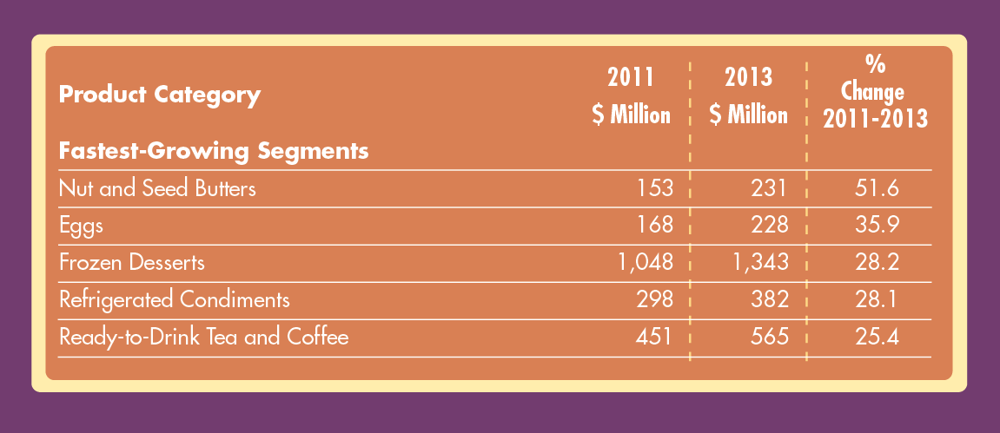 Product Category 2011 $ Million 2013 $ Million % Change 2011-2013
Fastest-Growing Segments
Nut and Seed Butters 153 231 51.6
Eggs 168 228 35.9
Frozen Desserts 1,048 1,343 28.2
Refrigerated Condiments 298 382 28.1
Ready-to-Drink Tea and Coffee 451 565 25.4